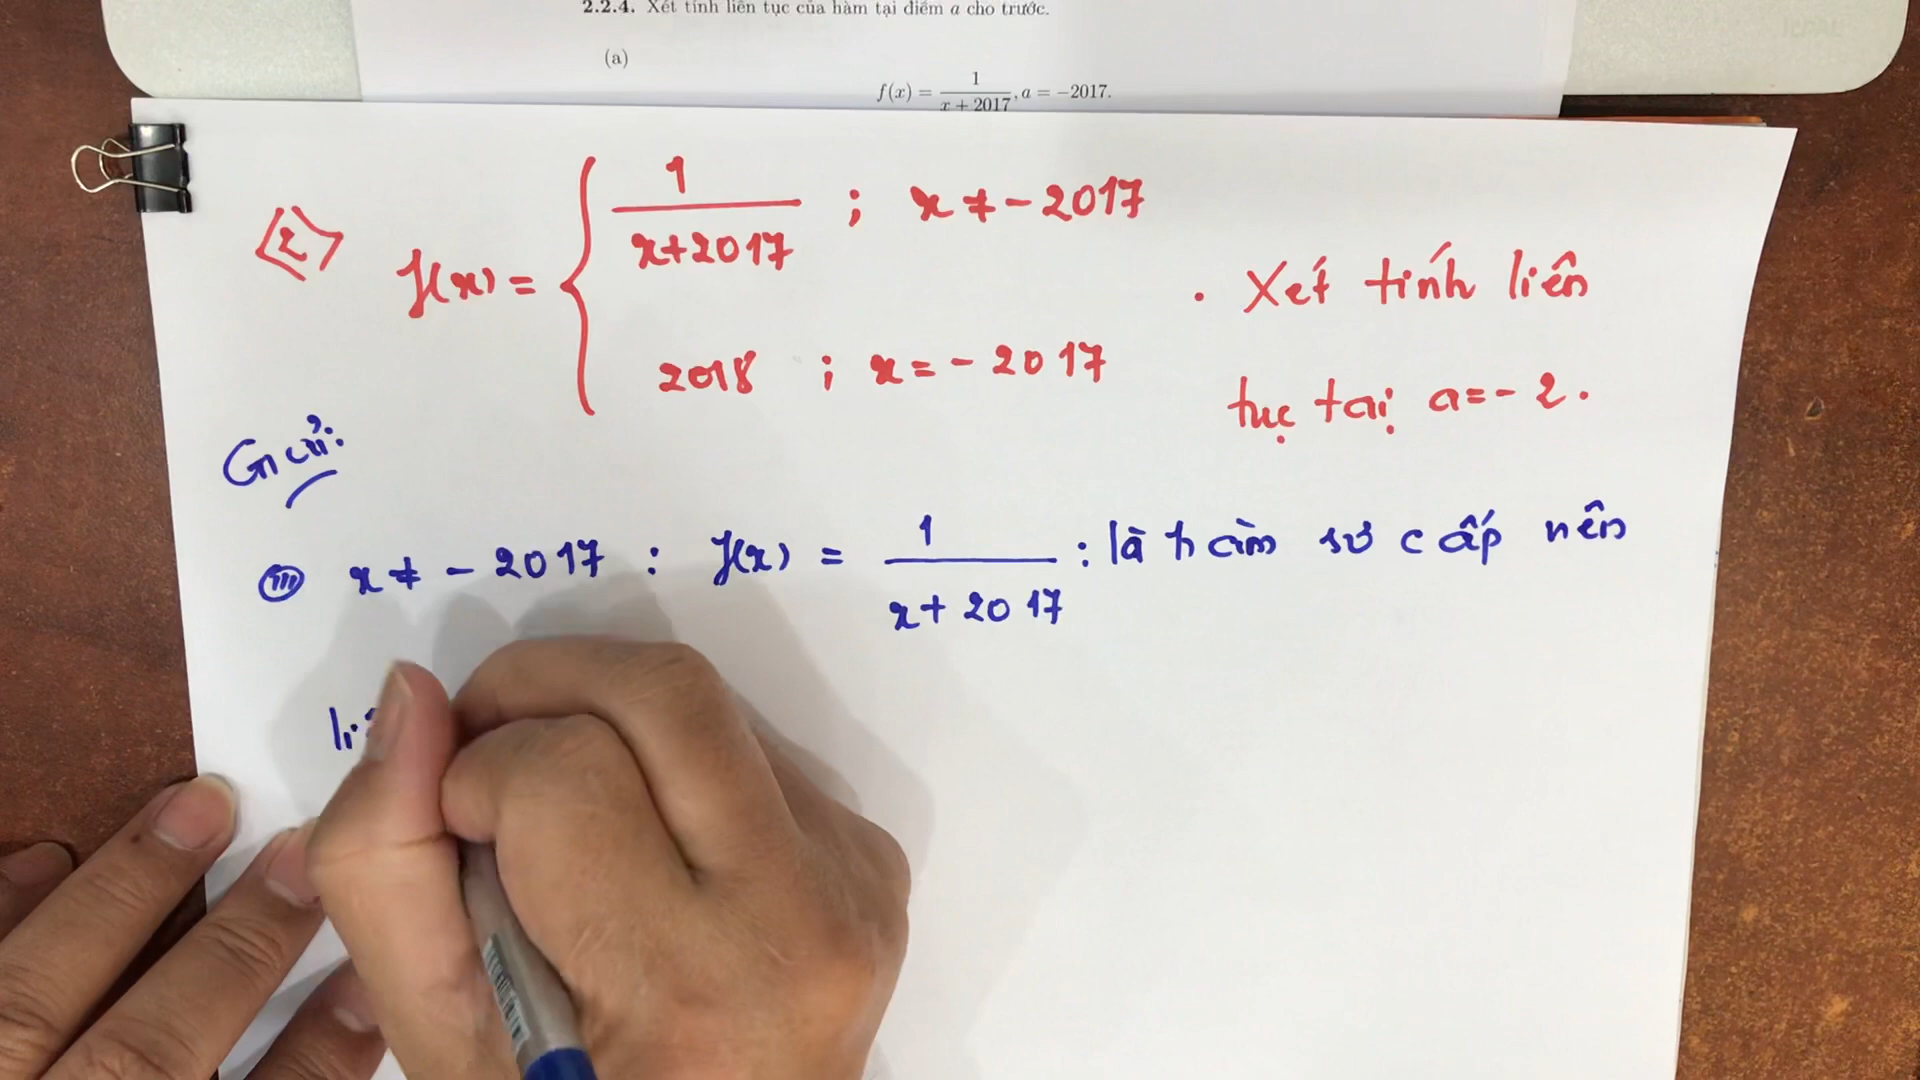 2.2.4. Xét tính liên tục của hàm tại điểm a cho trước.
(a)
f(x) = 1/(x + 2017), a = −2017.
<2> f(x) = { 1/(x+2017) ; x ≠ -2017
2018 ; x = -2017
. Xét tính liên
tục tại a = -2.
Giải:
x ≠ -2017 : f(x) = 1/(x+2017) : là hàm sơ cấp nên